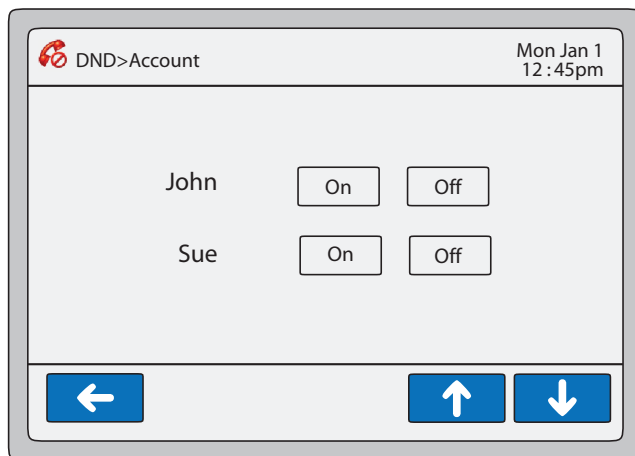 DND>Account
Mon Jan 1
12:45pm
John On Off
Sue On Off